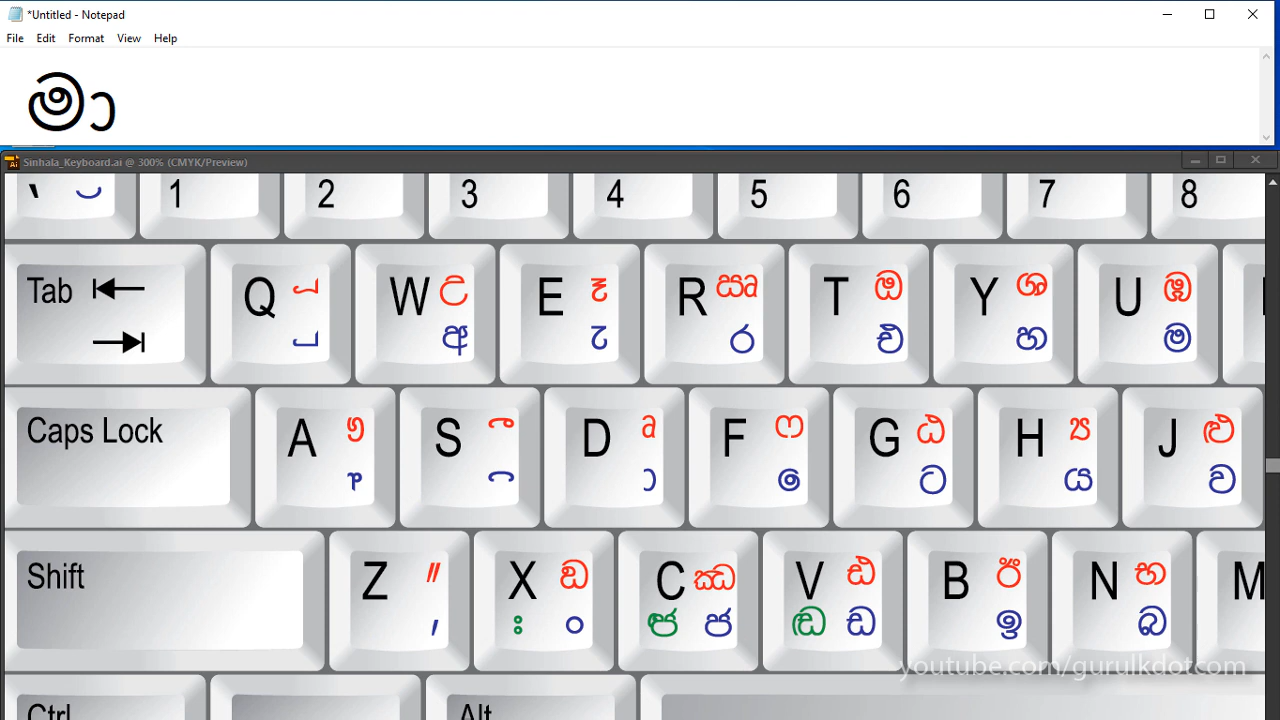 *Untitled - Notepad
File Edit Format View Help
මා
Sinhala_Keyboard.ai @ 300% (CMYK/Preview)
1 2 3 4 5 6 7 8
Tab Q W උ අ E R ඍ ර T ඔ එ Y ශ හ U ඹ ම
Caps Lock A S D F ෆ G ඨ ට H J ළු ව
Shift Z X ඞ ඃ ං C ඣ ඦ ජ V ඪ ඬ ඩ B ඊ ඉ N භ බ M
Ctrl Alt
youtube.com/gurulkdotcom